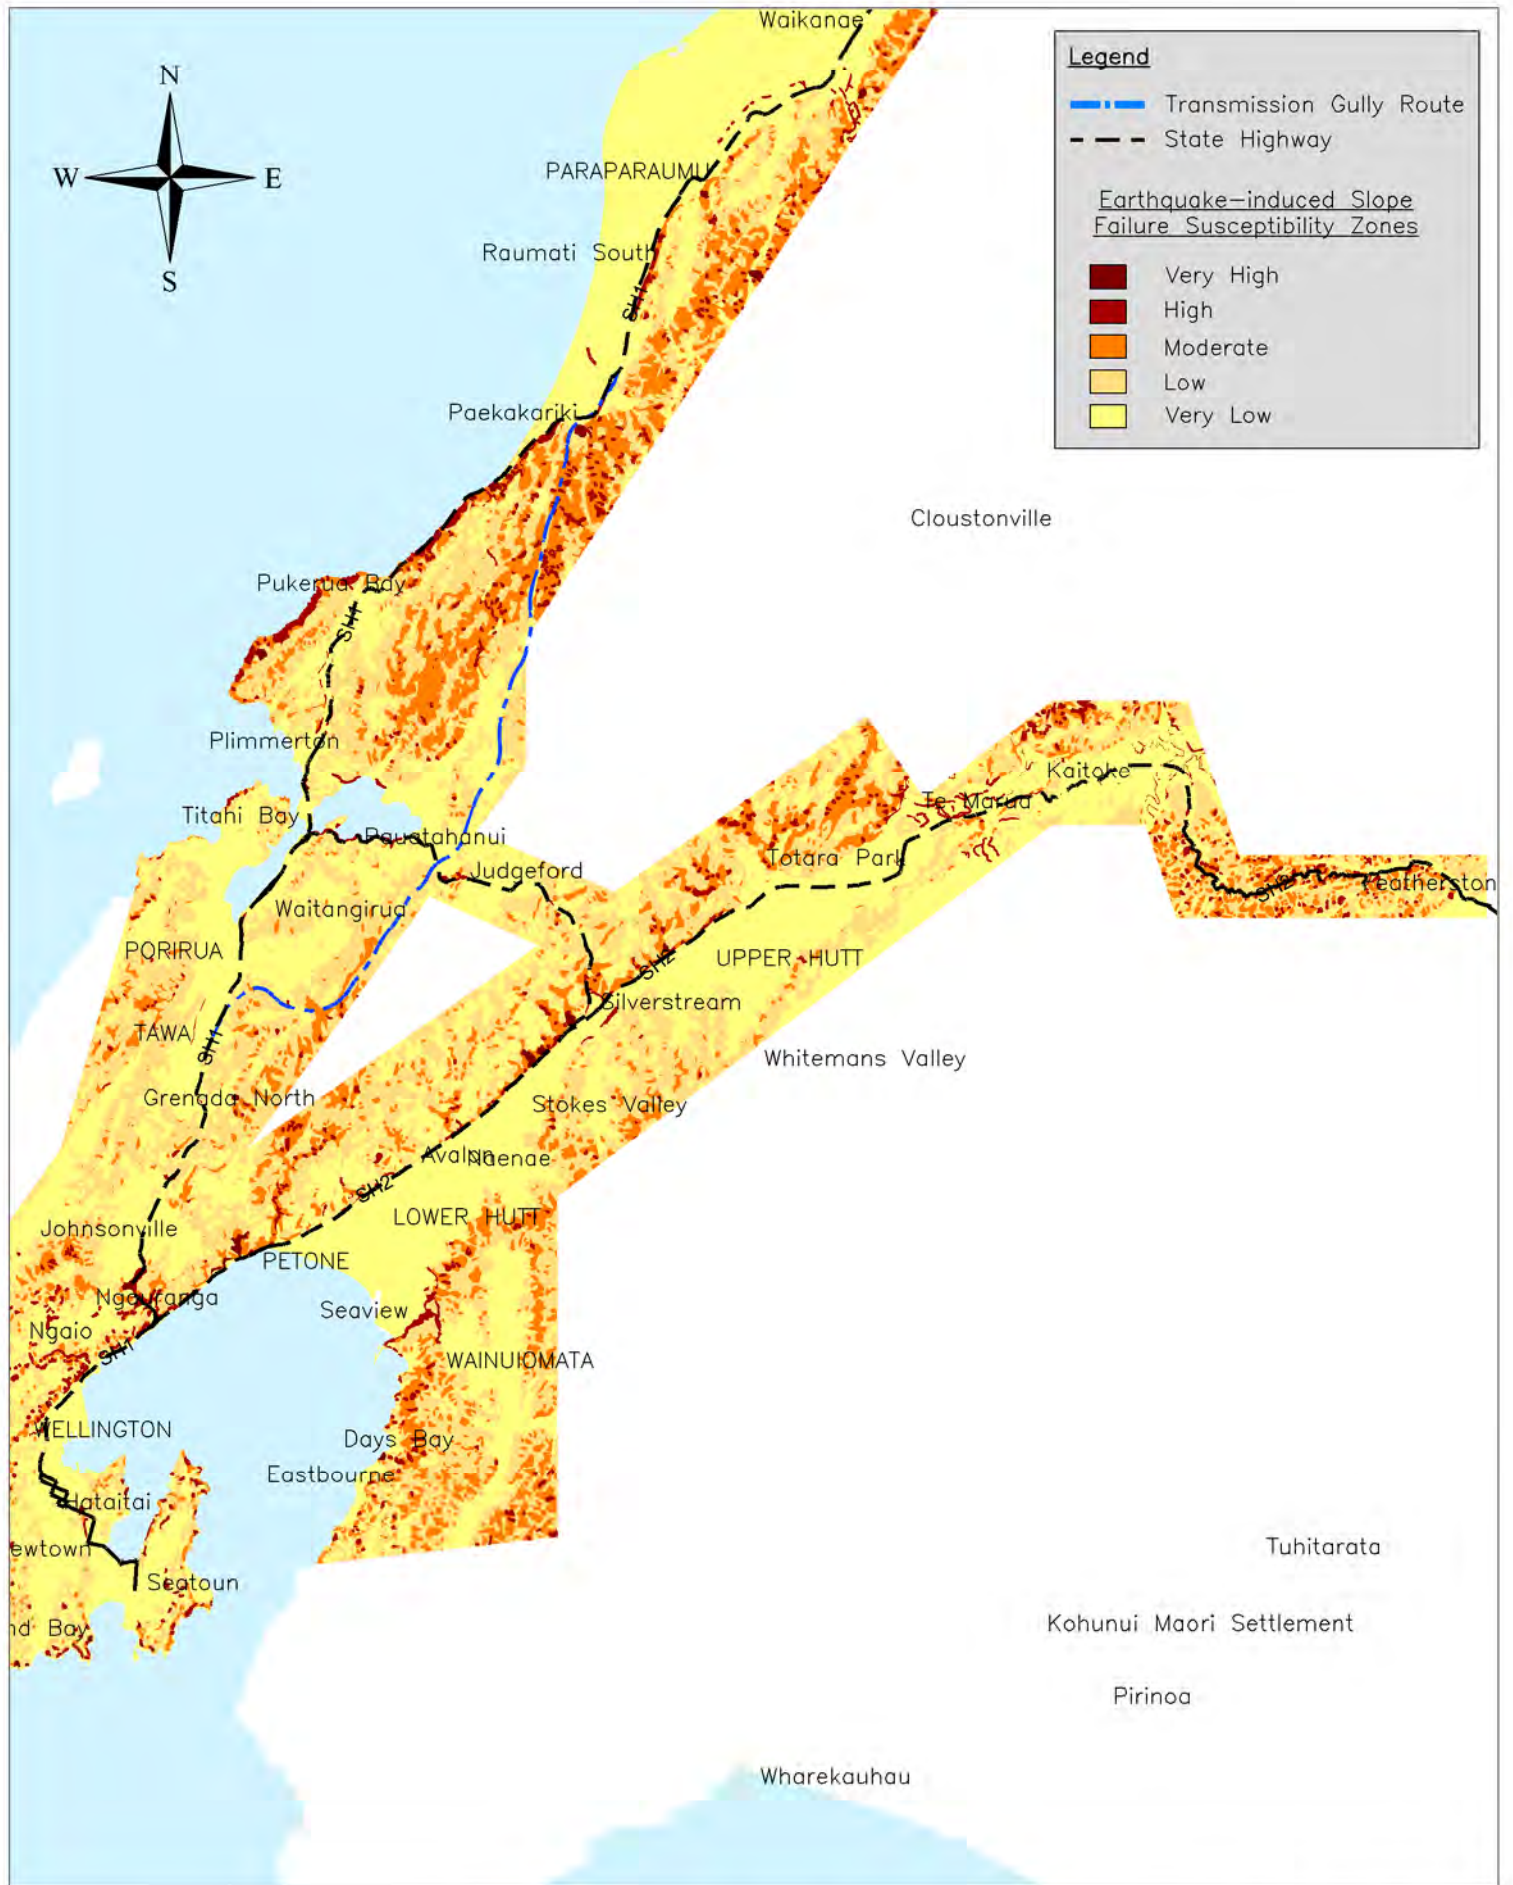 Waikanae
Legend
N
Transmission Gully Route
State Highway
W
E
PARAPARAUMU
Earthquake-induced Slope
Failure Susceptibility Zones
Raumati South
S
Very High
SH1
High
Moderate
Low
Paekakariki
Very Low
Cloustonville
Pukerua Bay
SH1
Plimmerton
Kaitoke
Te Marua
Titahi Bay
Pauatahanui
Totara Park
Judgeford
Featherston
SH2
Waitangirua
PORIRUA
UPPER HUTT
SH2
Silverstream
TAWA
SH1
Whitemans Valley
Grenada North
Stokes Valley
Avalon
Naenae
SH2
LOWER HUTT
Johnsonville
PETONE
Ngauranga
Seaview
Ngaio
SH1
WAINUIOMATA
WELLINGTON
Days Bay
Eastbourne
Hataitai
ewtown
Tuhitarata
Seatoun
nd Bay
Kohunui Maori Settlement
Pirinoa
Wharekauhau